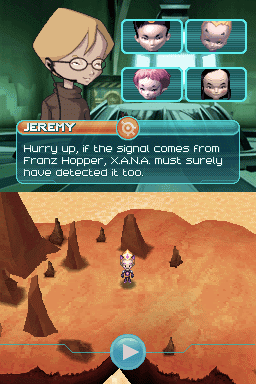 JEREMY
Hurry up, if the signal comes from
Franz Hopper, X.A.N.A. must surely
have detected it too.